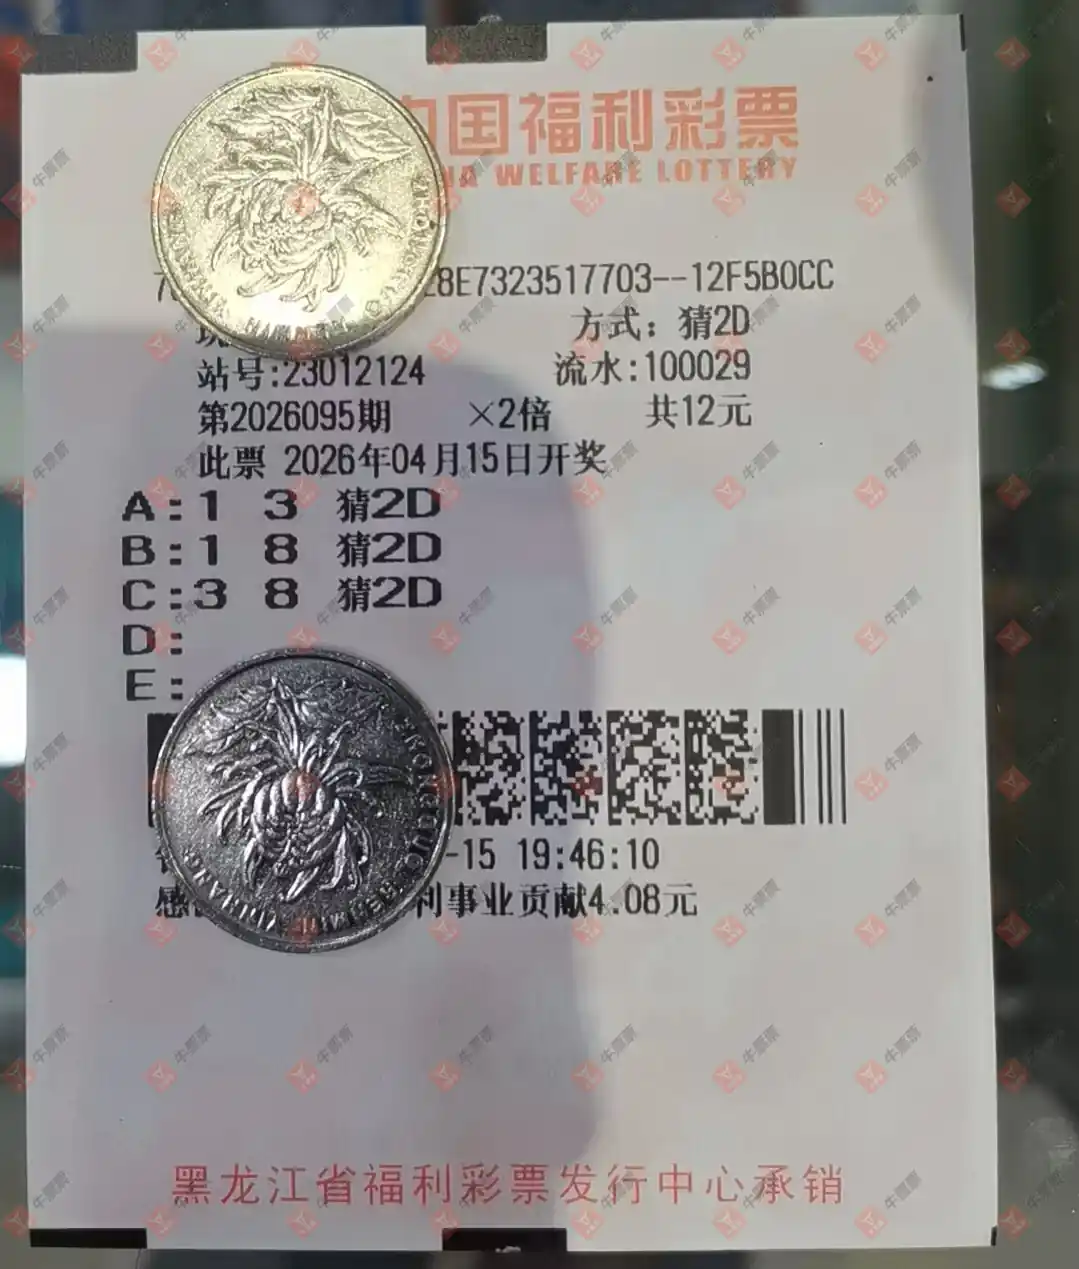 国福利彩票
WELFARE LOTTERY
8E7323517703--12F5B0CC
方式：猜2D
站号:23012124 流水:100029
第2026095期 ×2倍 共12元
此票 2026年04月15日开奖
A:1 3 猜2D
B:1 8 猜2D
C:3 8 猜2D
D:
E:
-15 19:46:10
利事业贡献4.08元
黑龙江省福利彩票发行中心承销
牛票票